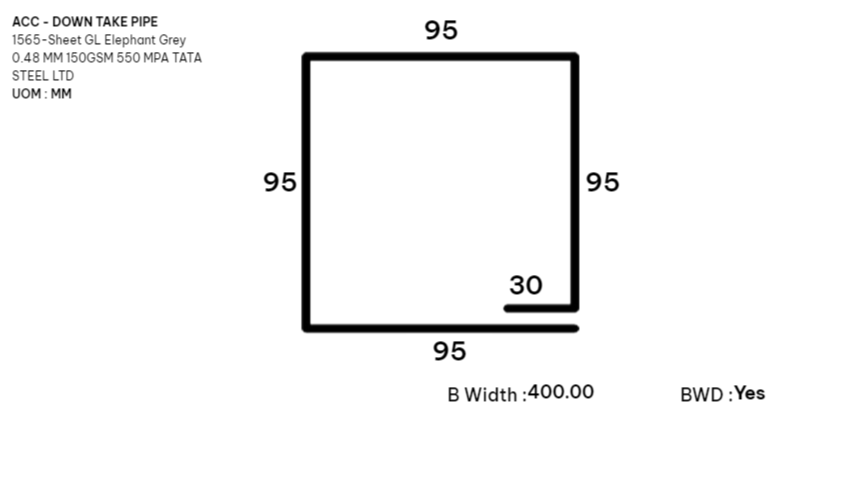 ACC - DOWN TAKE PIPE
1565-Sheet GL Elephant Grey
0.48 MM 150GSM 550 MPA TATA
STEEL LTD
UOM : MM
95
95
95
30
95
B Width :400.00
BWD :Yes